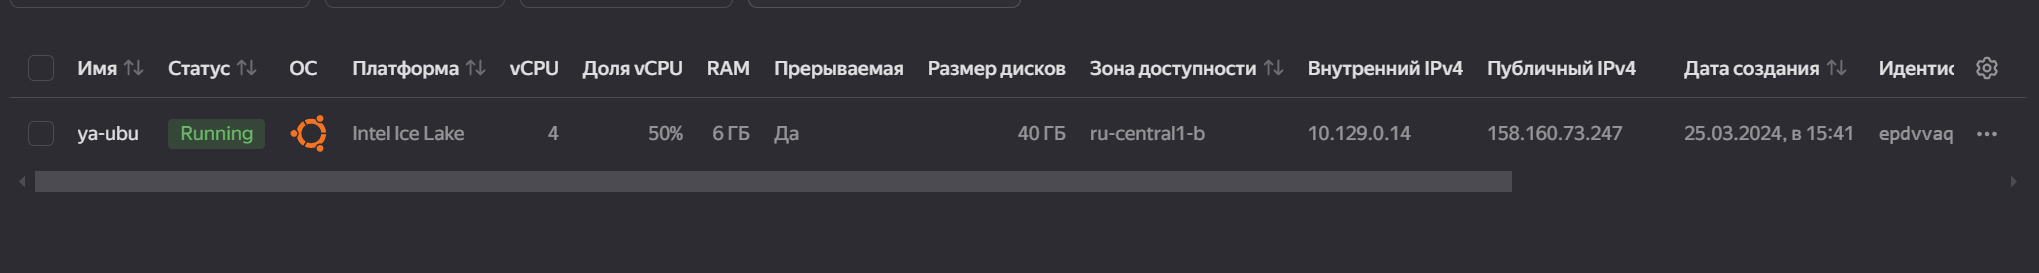 Имя Статус ОС Платформа vCPU Доля vCPU RAM Прерываемая Размер дисков Зона доступности Внутренний IPv4 Публичный IPv4 Дата создания Иденти
ya-ubu Running Intel Ice Lake 4 50% 6 ГБ Да 40 ГБ ru-central1-b 10.129.0.14 158.160.73.247 25.03.2024, в 15:41 epdvvaq